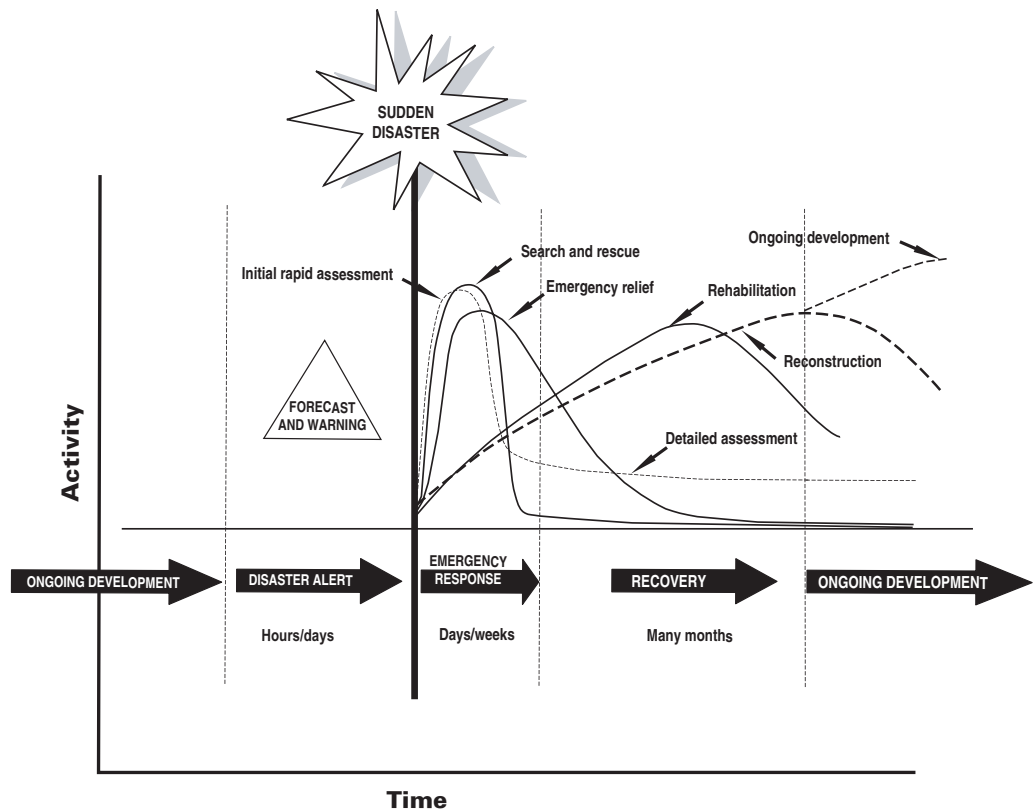 SUDDEN
DISASTER
Ongoing development
Search and rescue
Initial rapid assessment
Emergency relief
Rehabilitation
Reconstruction
FORECAST
AND WARNING
Detailed assessment
Activity
ONGOING DEVELOPMENT
DISASTER ALERT
EMERGENCY
RESPONSE
RECOVERY
ONGOING DEVELOPMENT
Hours/days
Days/weeks
Many months
Time